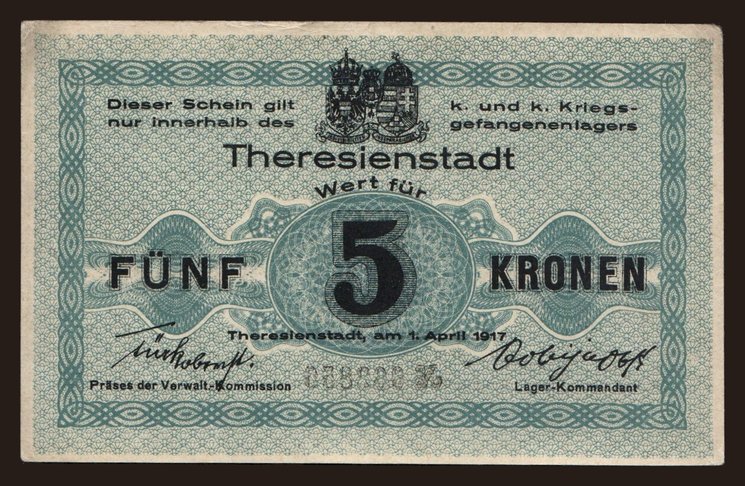 Dieser Schein gilt
nur innerhalb des
k. und k. Kriegs-
gefangenenlagers
Theresienstadt
Wert für
5
FÜNF KRONEN
Theresienstadt, am 1. April 1917
Präses der Verwalt.-Kommission
Lager-Kommandant